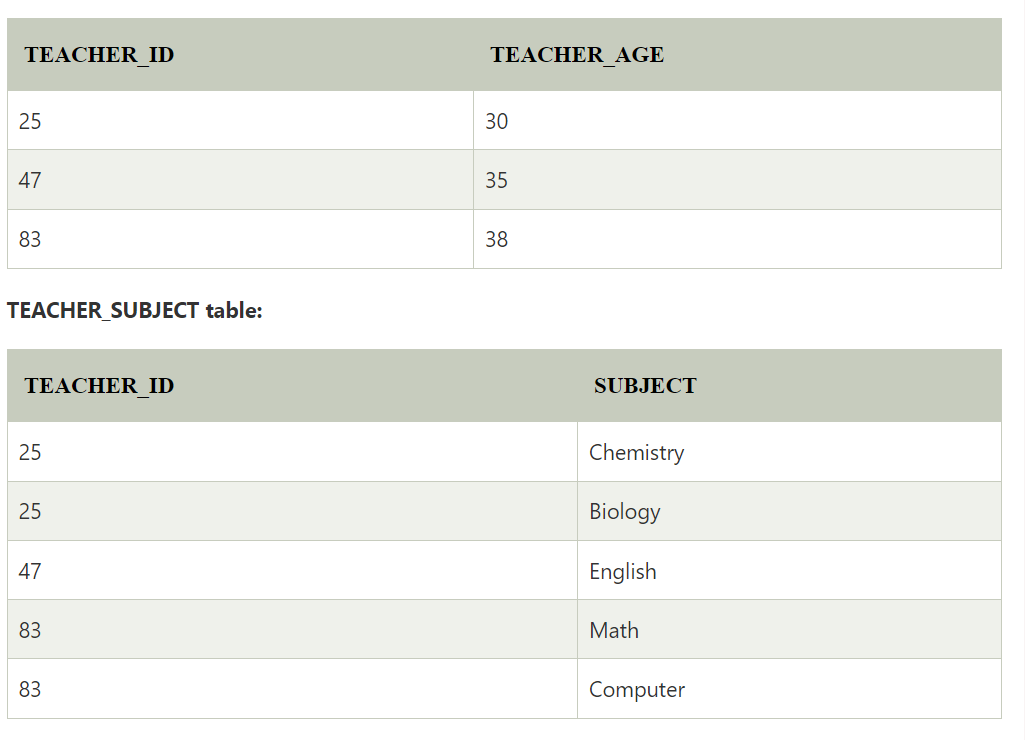 TEACHER_ID TEACHER_AGE
25 30
47 35
83 38
TEACHER_SUBJECT table:
TEACHER_ID SUBJECT
25 Chemistry
25 Biology
47 English
83 Math
83 Computer